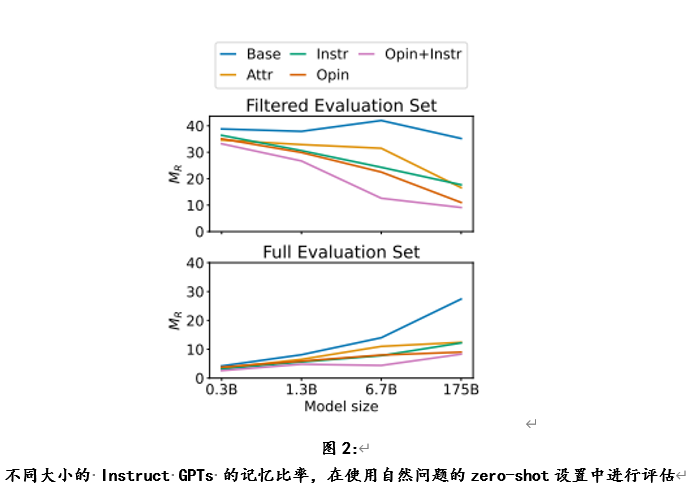 Base Instr Opin+Instr
Attr Opin
Filtered Evaluation Set
40
30
20
10
0
M_R
Full Evaluation Set
40
30
20
10
0
M_R
0.3B 1.3B 6.7B 175B
Model size
图 2:
不同大小的 Instruct GPTs 的记忆比率，在使用自然问题的 zero-shot 设置中进行评估